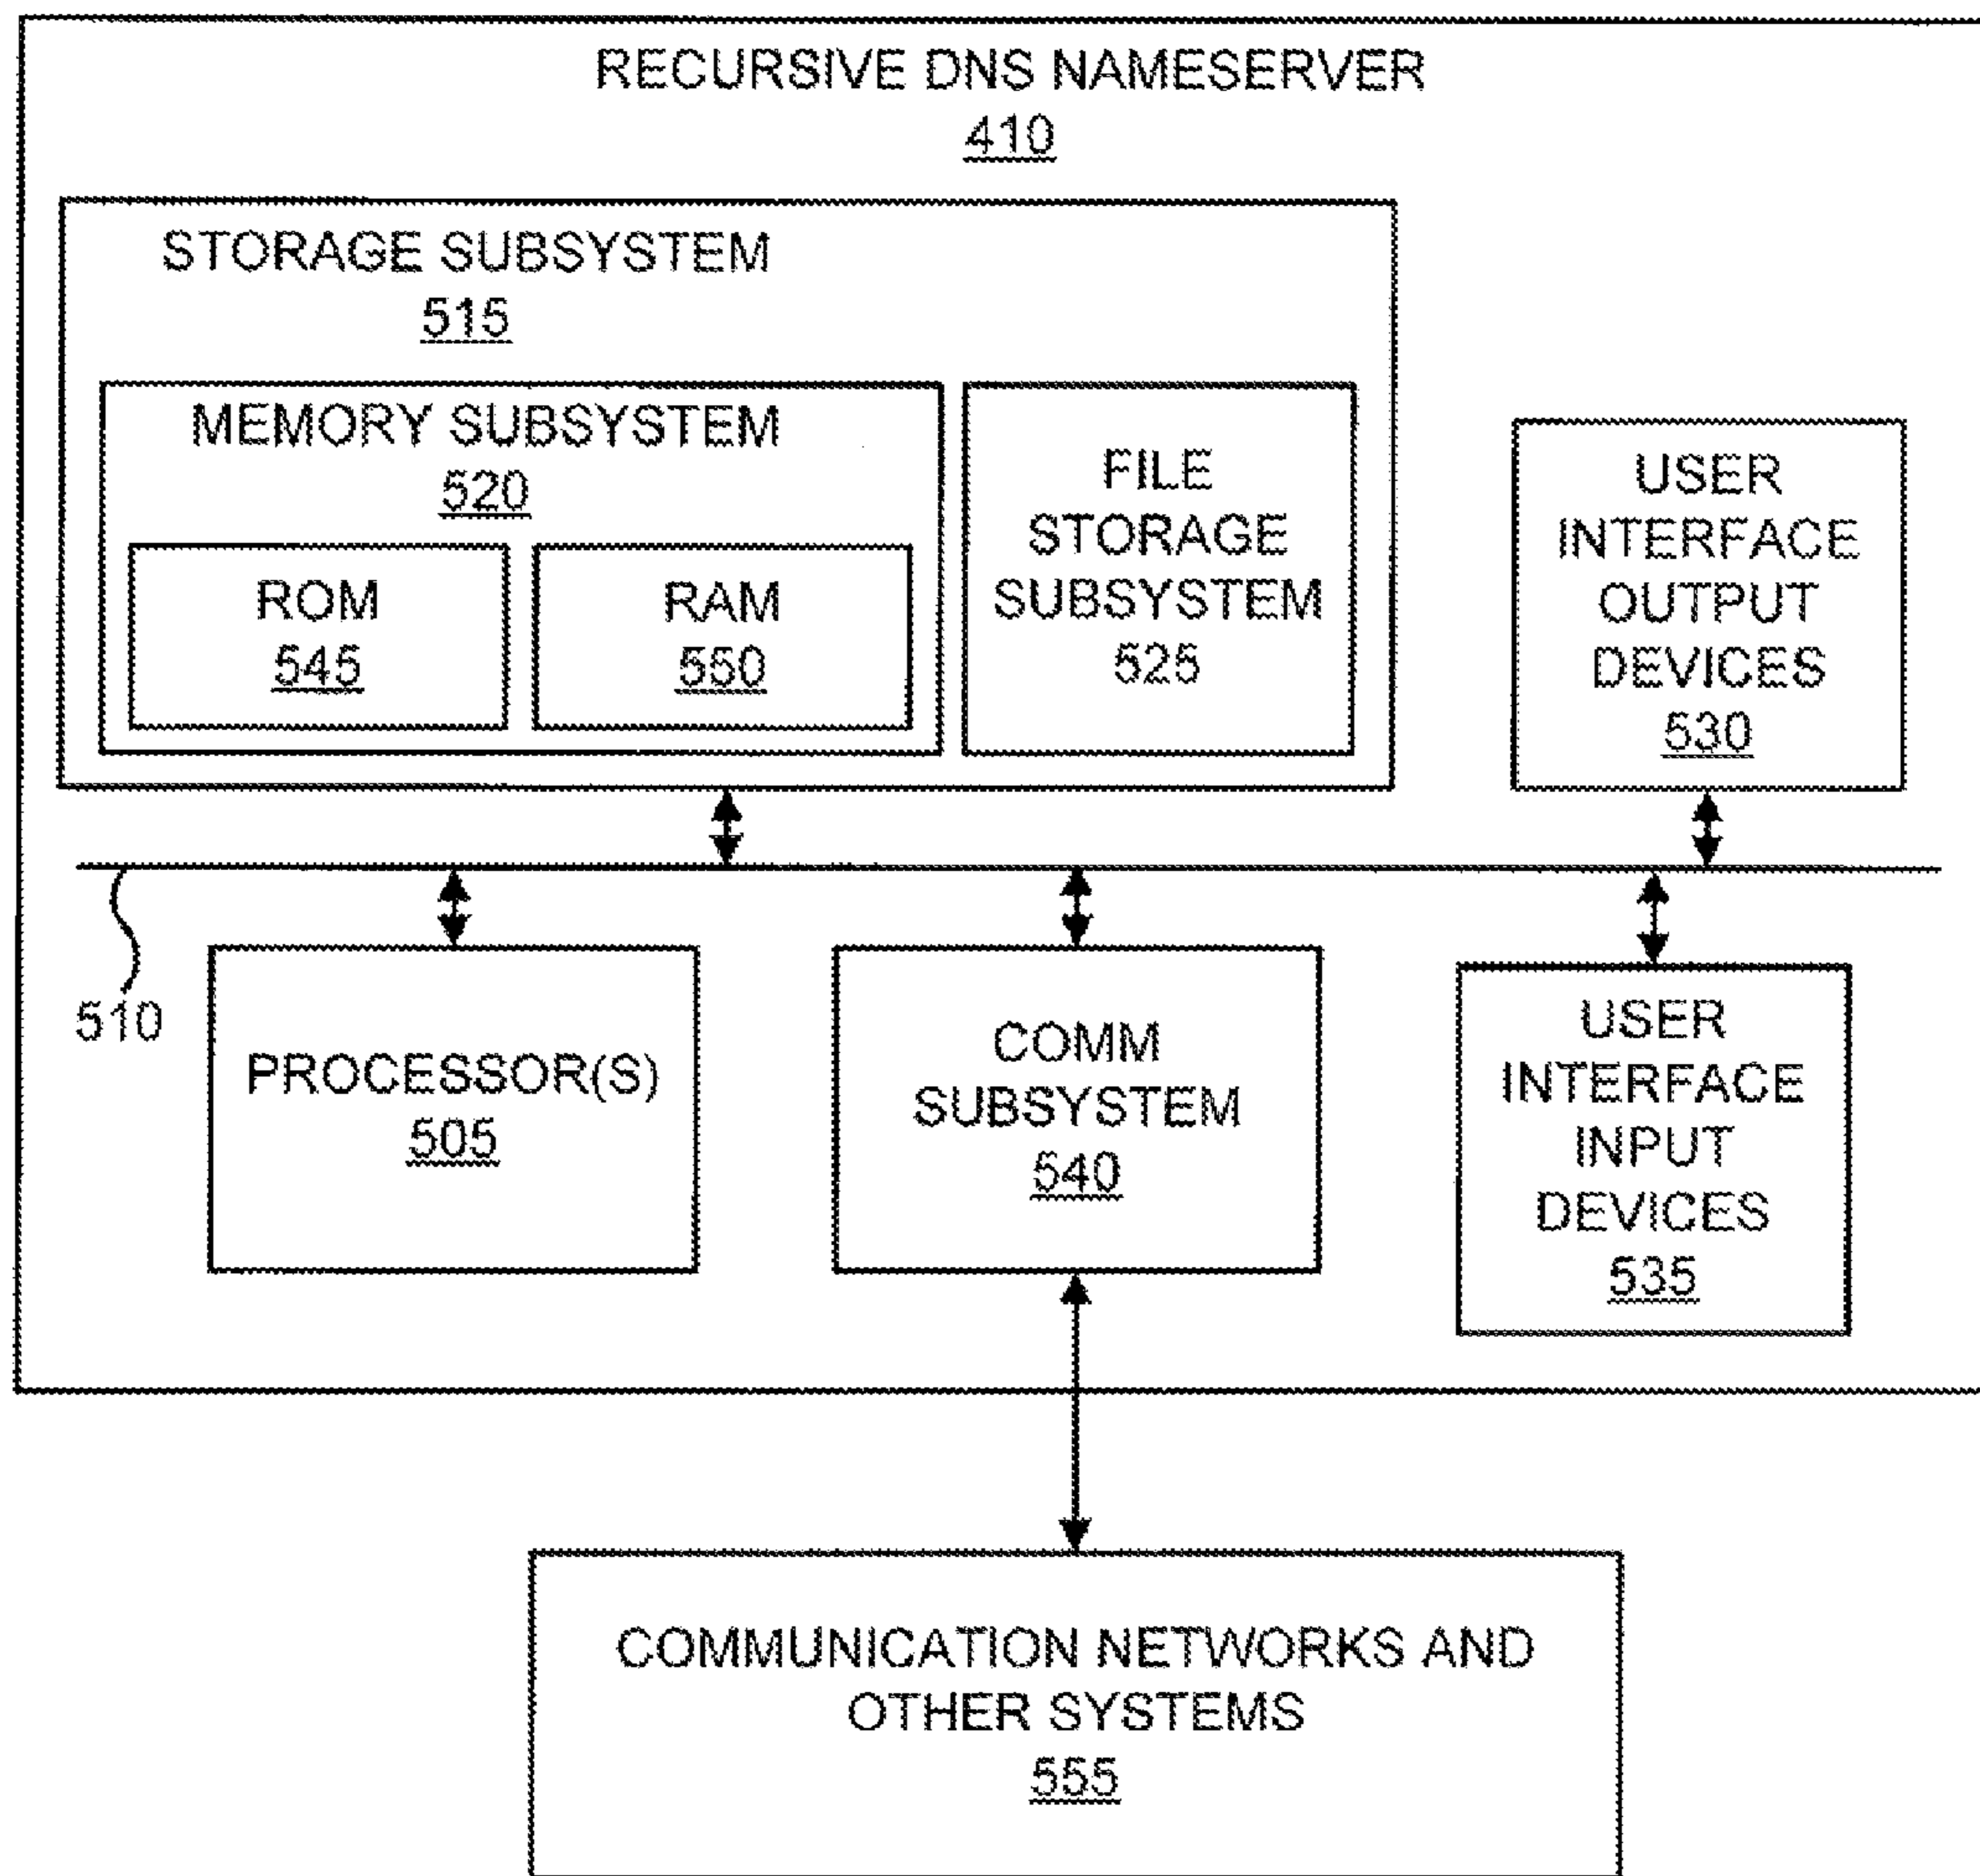 RECURSIVE DNS NAMESERVER
410
STORAGE SUBSYSTEM
515
MEMORY SUBSYSTEM
520
ROM
545
RAM
550
FILE
STORAGE
SUBSYSTEM
525
USER
INTERFACE
OUTPUT
DEVICES
530
510
PROCESSOR(S)
505
COMM
SUBSYSTEM
540
USER
INTERFACE
INPUT
DEVICES
535
COMMUNICATION NETWORKS AND
OTHER SYSTEMS
555